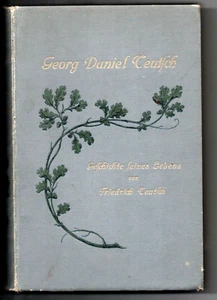 Georg Daniel Teutsch
Geschichte seines Lebens
von
Friedrich Teutsch